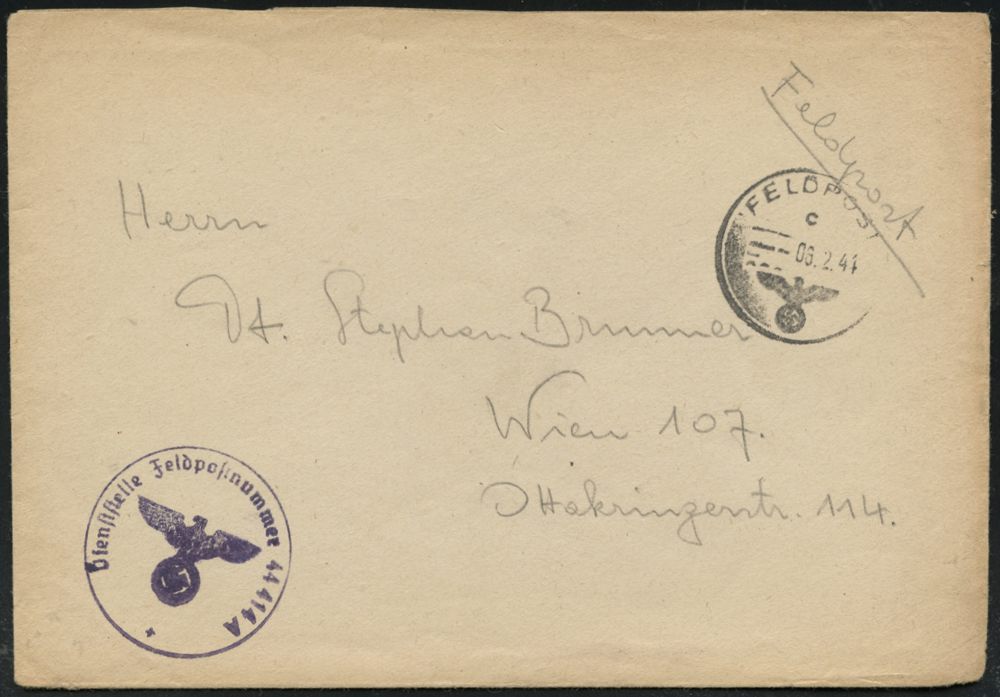 Feldpost
FELDPOST
c
06.2.41
Herrn
Dr. Stephan Brunner
Wien 107.
Ottakringerstr. 114.
Dienststelle Feldpostnummer 44414A